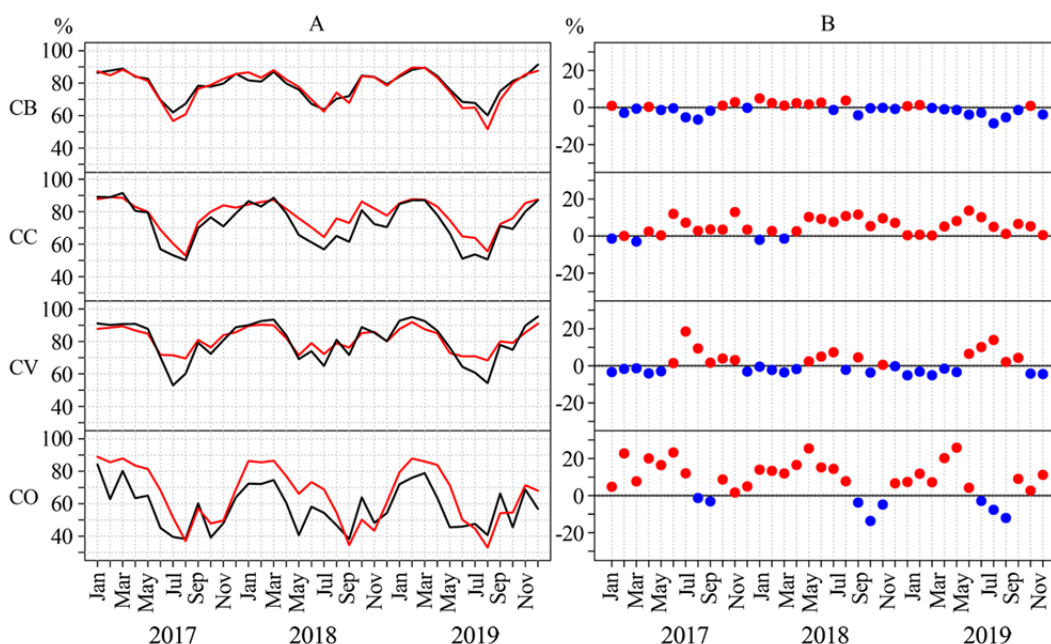 % A B
CB 100 80 60 40 20 0 -20
CC 100 80 60 40 20 0 -20
CV 100 80 60 40 20 0 -20
CO 100 80 60 40 20 0 -20
Jan Mar May Jul Sep Nov Jan Mar May Jul Sep Nov Jan Mar May Jul Sep Nov Jan Mar May Jul Sep Nov Jan Mar May Jul Sep Nov Jan Mar May Jul Sep Nov
2017 2018 2019 2017 2018 2019